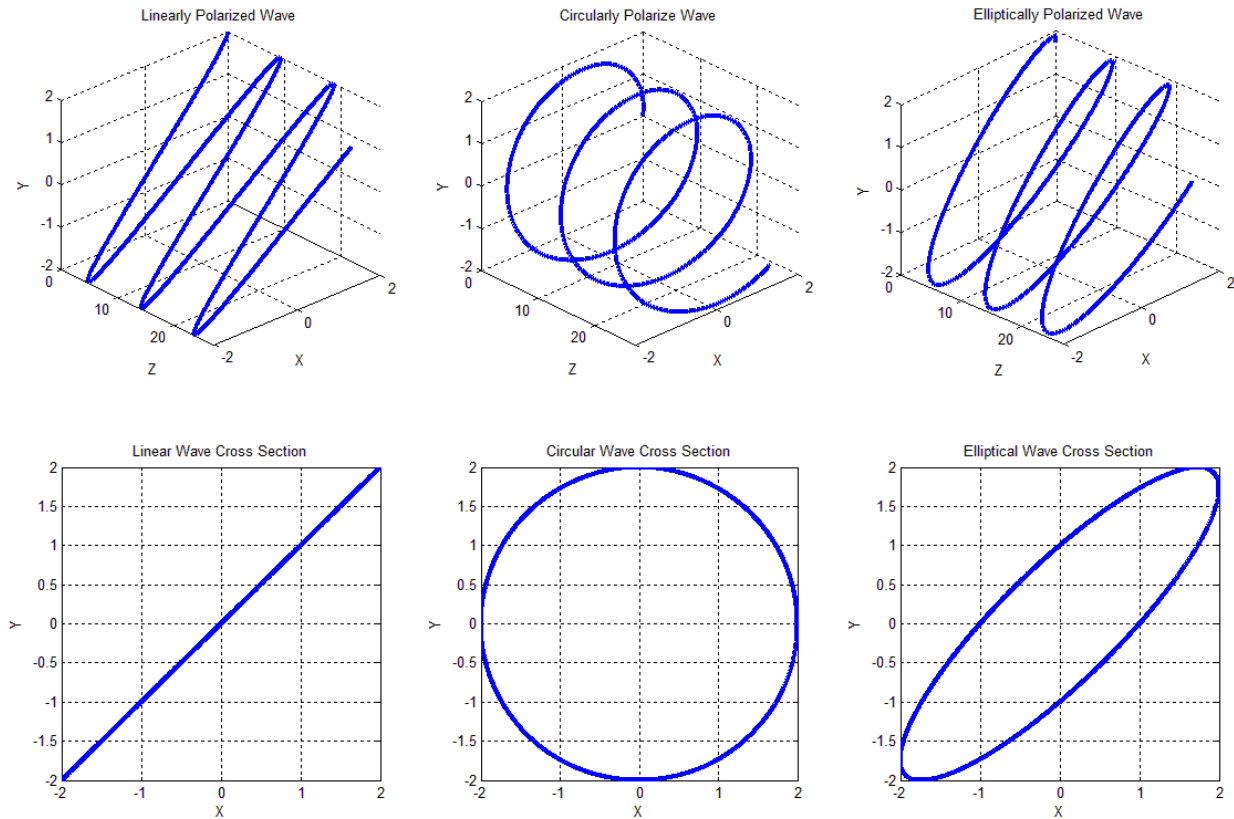 Linearly Polarized Wave
2
1
0
-1
-2
Y
0
10
20
Z
-2
0
2
X
Circularly Polarize Wave
2
1
0
-1
-2
Y
0
10
20
Z
-2
0
2
X
Elliptically Polarized Wave
2
1
0
-1
-2
Y
0
10
20
Z
-2
0
2
X
Linear Wave Cross Section
2
1.5
1
0.5
0
-0.5
-1
-1.5
-2
Y
-2 -1 0 1 2
X
Circular Wave Cross Section
2
1.5
1
0.5
0
-0.5
-1
-1.5
-2
Y
-2 -1 0 1 2
X
Elliptical Wave Cross Section
2
1.5
1
0.5
0
-0.5
-1
-1.5
-2
Y
-2 -1 0 1 2
X